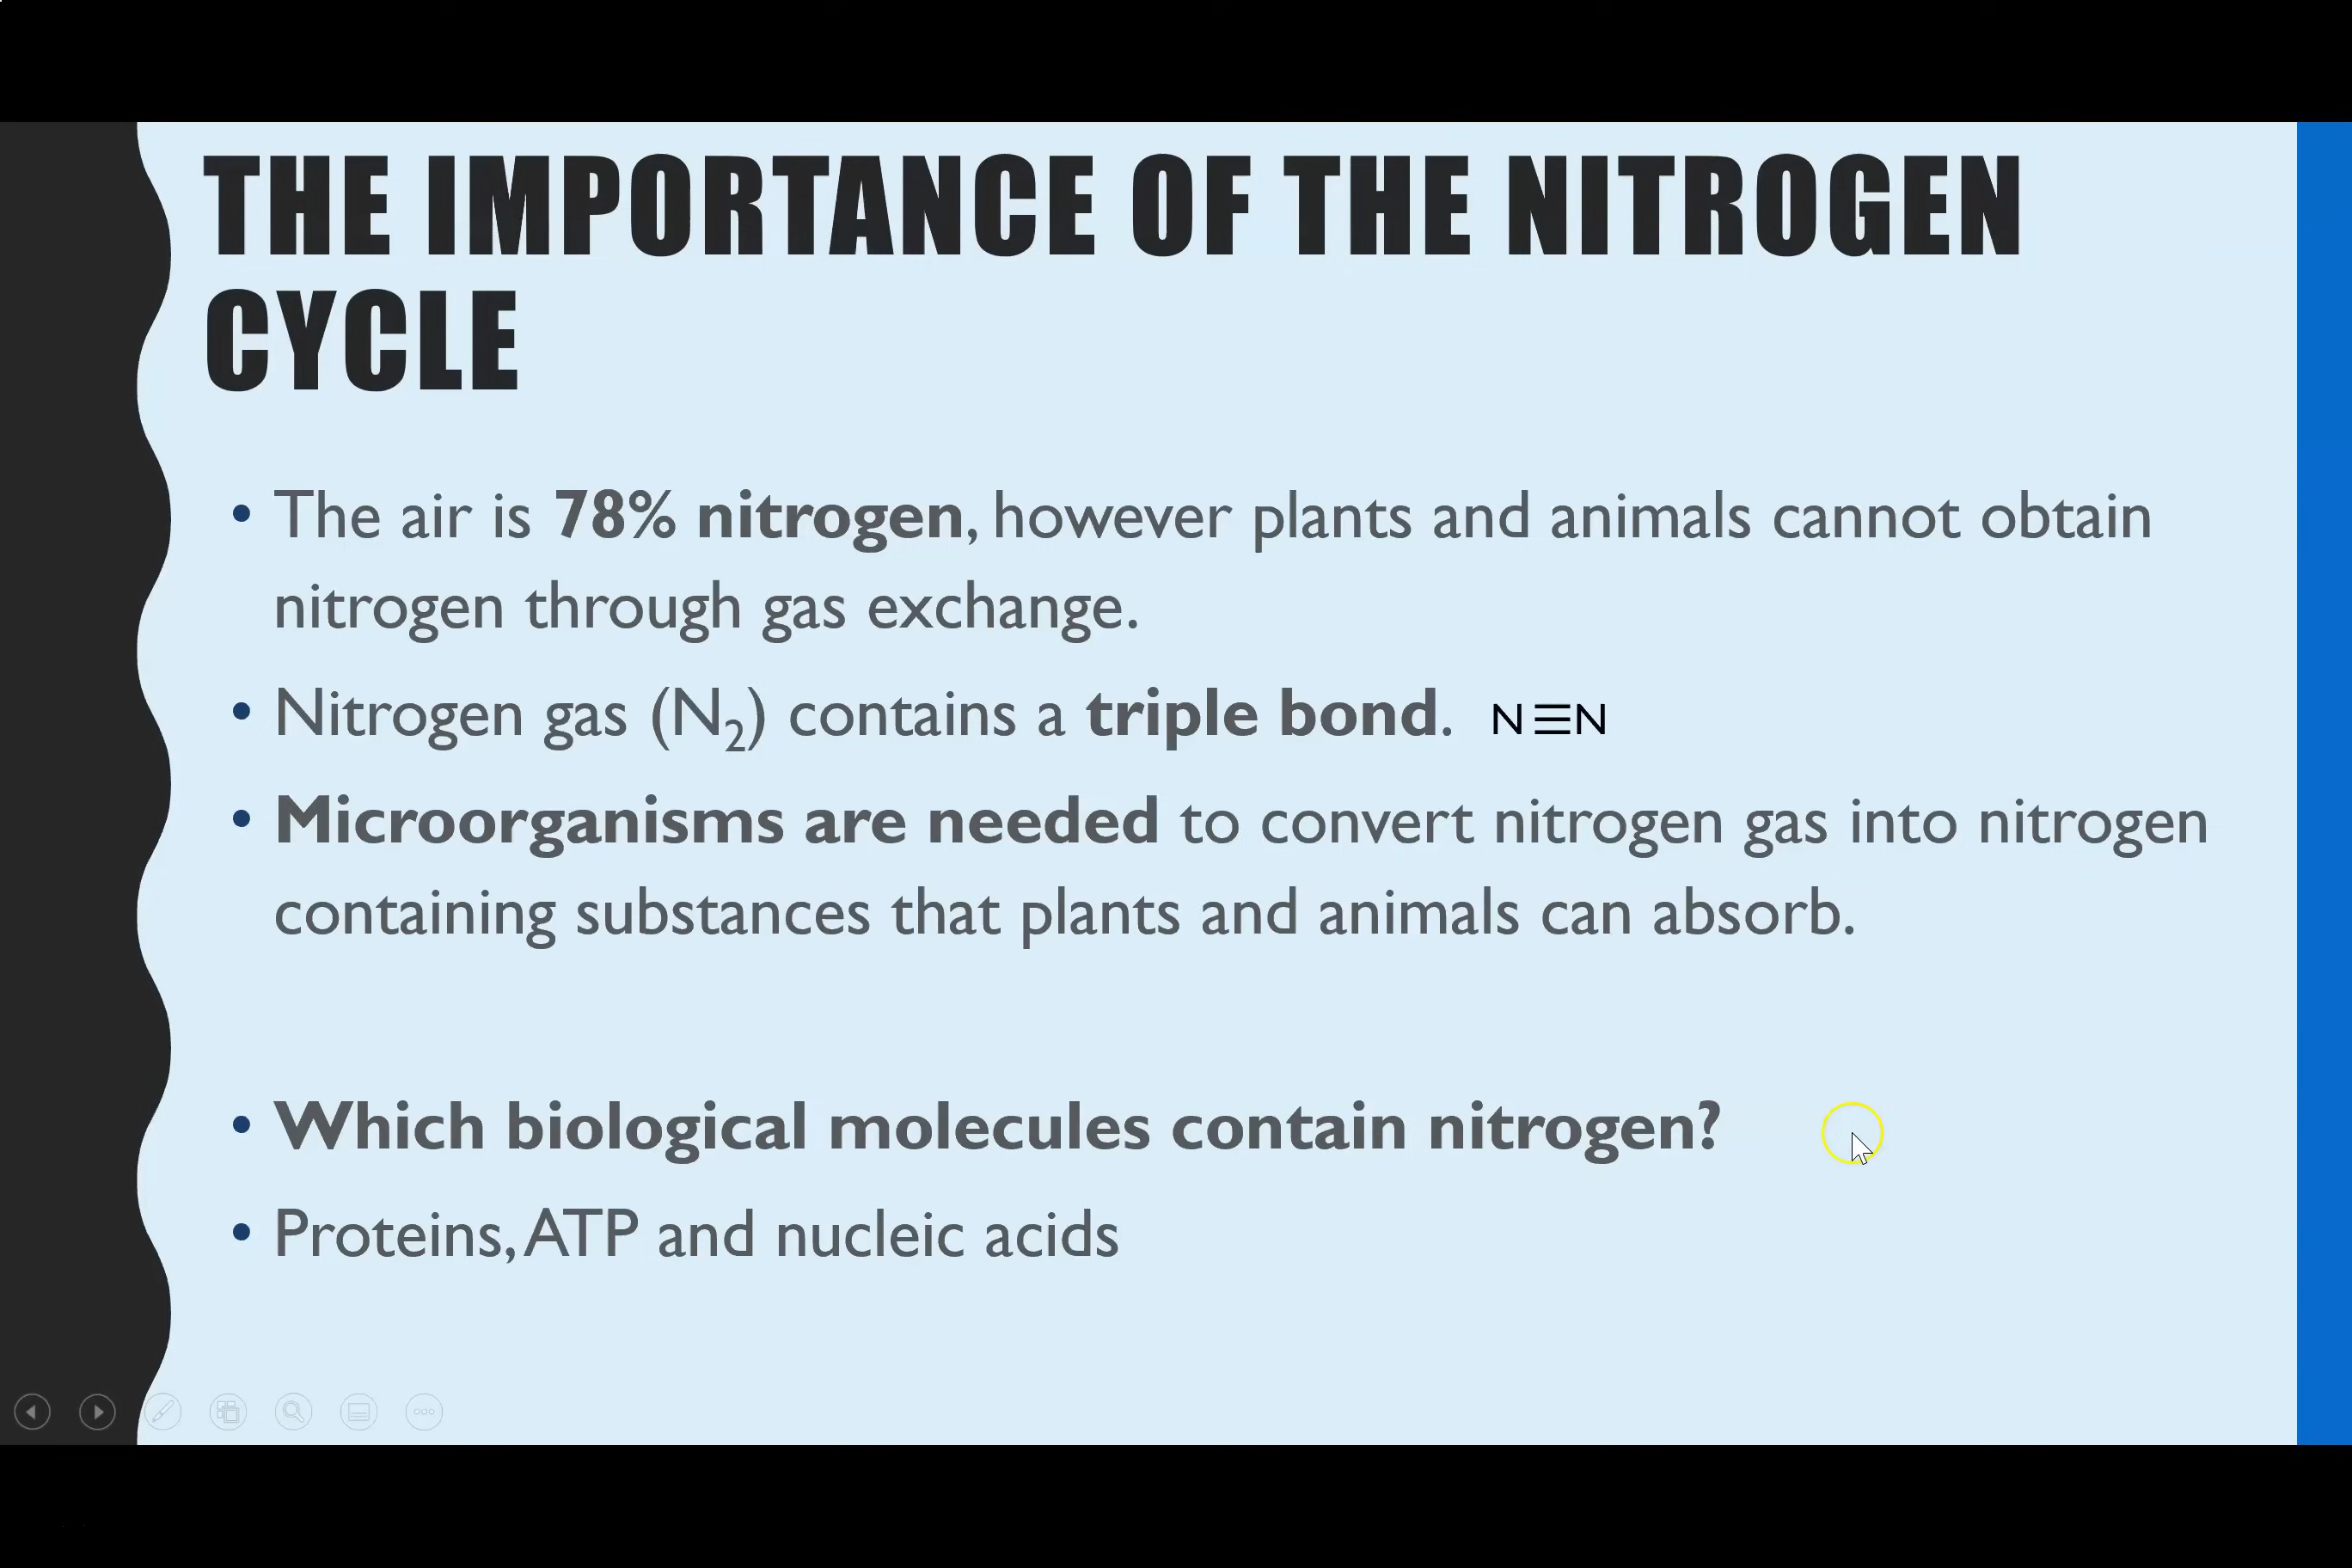 THE IMPORTANCE OF THE NITROGEN
CYCLE
• The air is 78% nitrogen, however plants and animals cannot obtain
nitrogen through gas exchange.
• Nitrogen gas (N₂) contains a triple bond. N≡N
• Microorganisms are needed to convert nitrogen gas into nitrogen
containing substances that plants and animals can absorb.
• Which biological molecules contain nitrogen?
• Proteins, ATP and nucleic acids